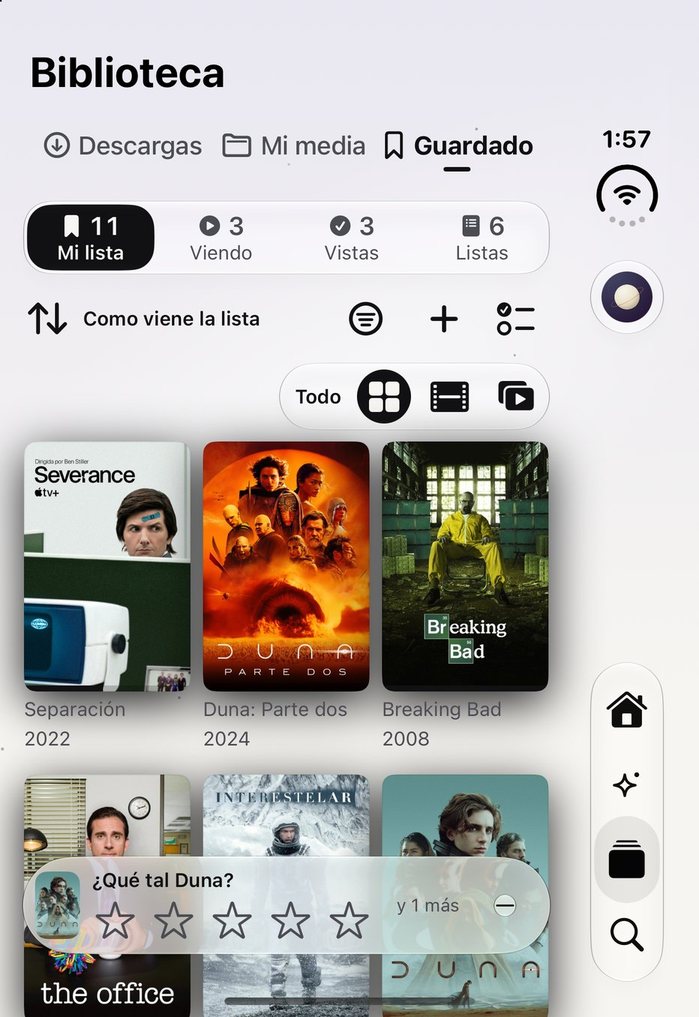 Biblioteca
Descargas Mi media Guardado
1:57
11 3 3 6
Mi lista Viendo Vistas Listas
Como viene la lista
Todo
Dirigida por Ben Stiller
Severance
tv+
DUNA
PARTE DOS
Breaking
Bad
Separación Duna: Parte dos Breaking Bad
2022 2024 2008
INTERESTELAR
¿Qué tal Duna?
y 1 más
DUNA
DUNA
the office